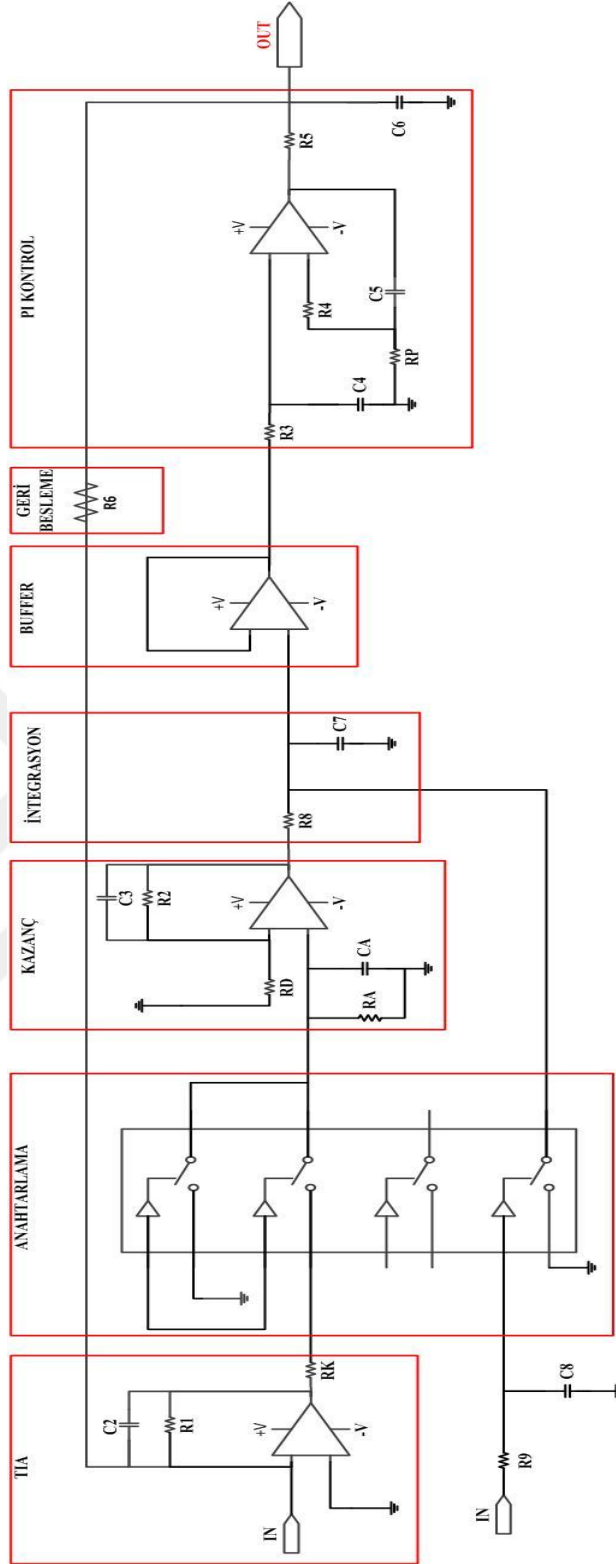 TIA
C2
R1
+V
-V
RK
IN
IN
R9
C8
ANAHTARLAMA
KAZANÇ
C3
R2
RD
+V
-V
RA
CA
İNTEGRASYON
R8
C7
BUFFER
+V
-V
GERİ
BESLEME
R6
PI KONTROL
R3
C4
RP
R4
C5
+V
-V
R5
C6
OUT